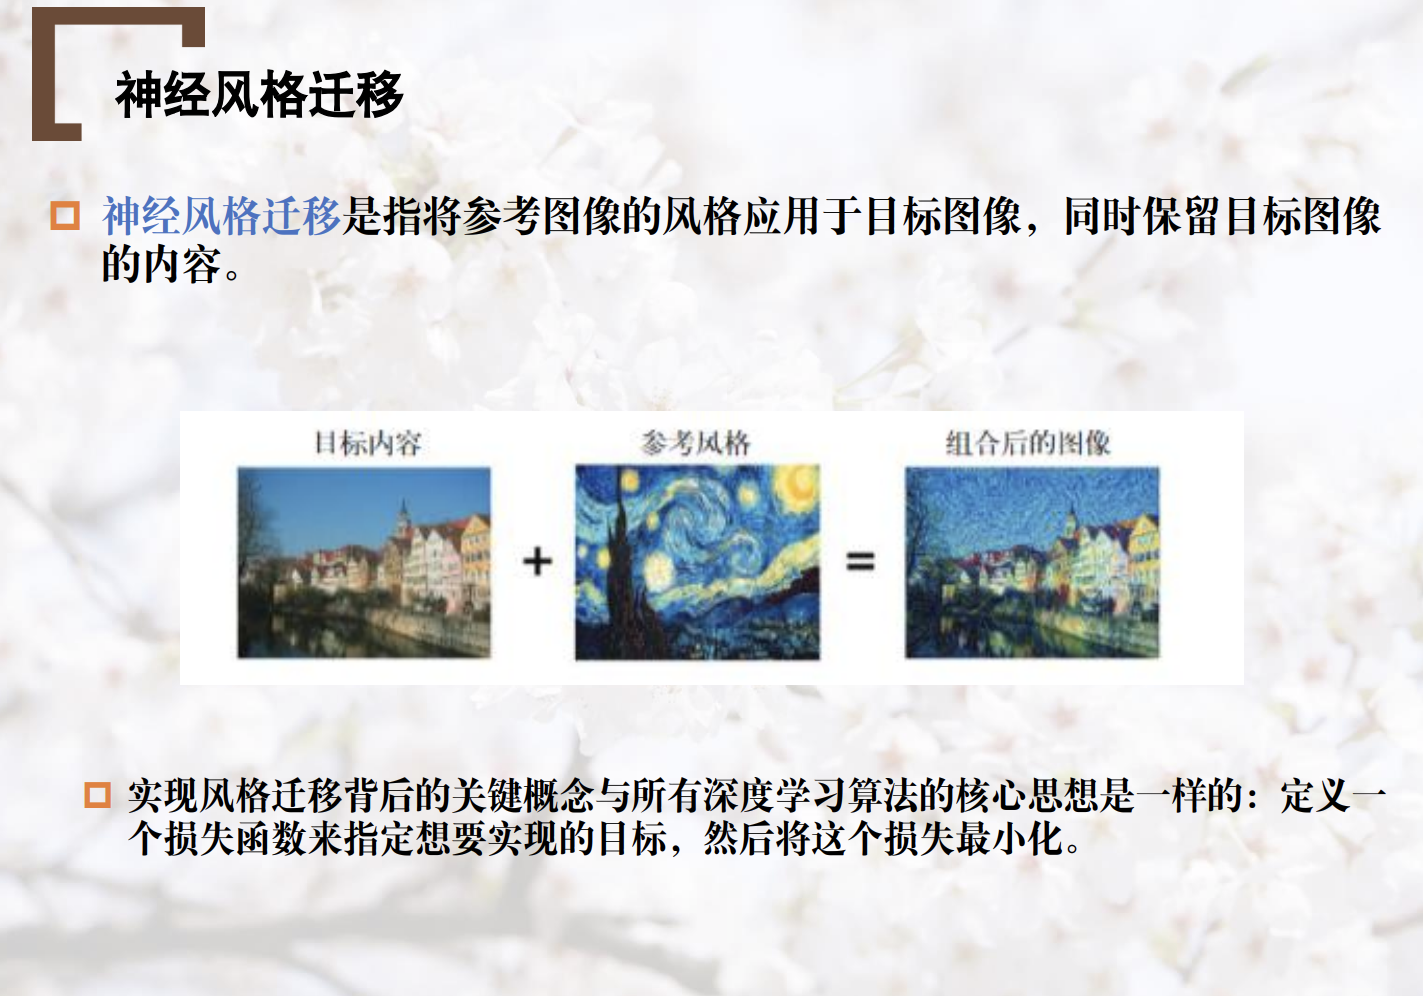 神经风格迁移
神经风格迁移是指将参考图像的风格应用于目标图像，同时保留目标图像
的内容。
目标内容
参考风格
组合后的图像
+
=
实现风格迁移背后的关键概念与所有深度学习算法的核心思想是一样的：定义一
个损失函数来指定想要实现的目标，然后将这个损失最小化。